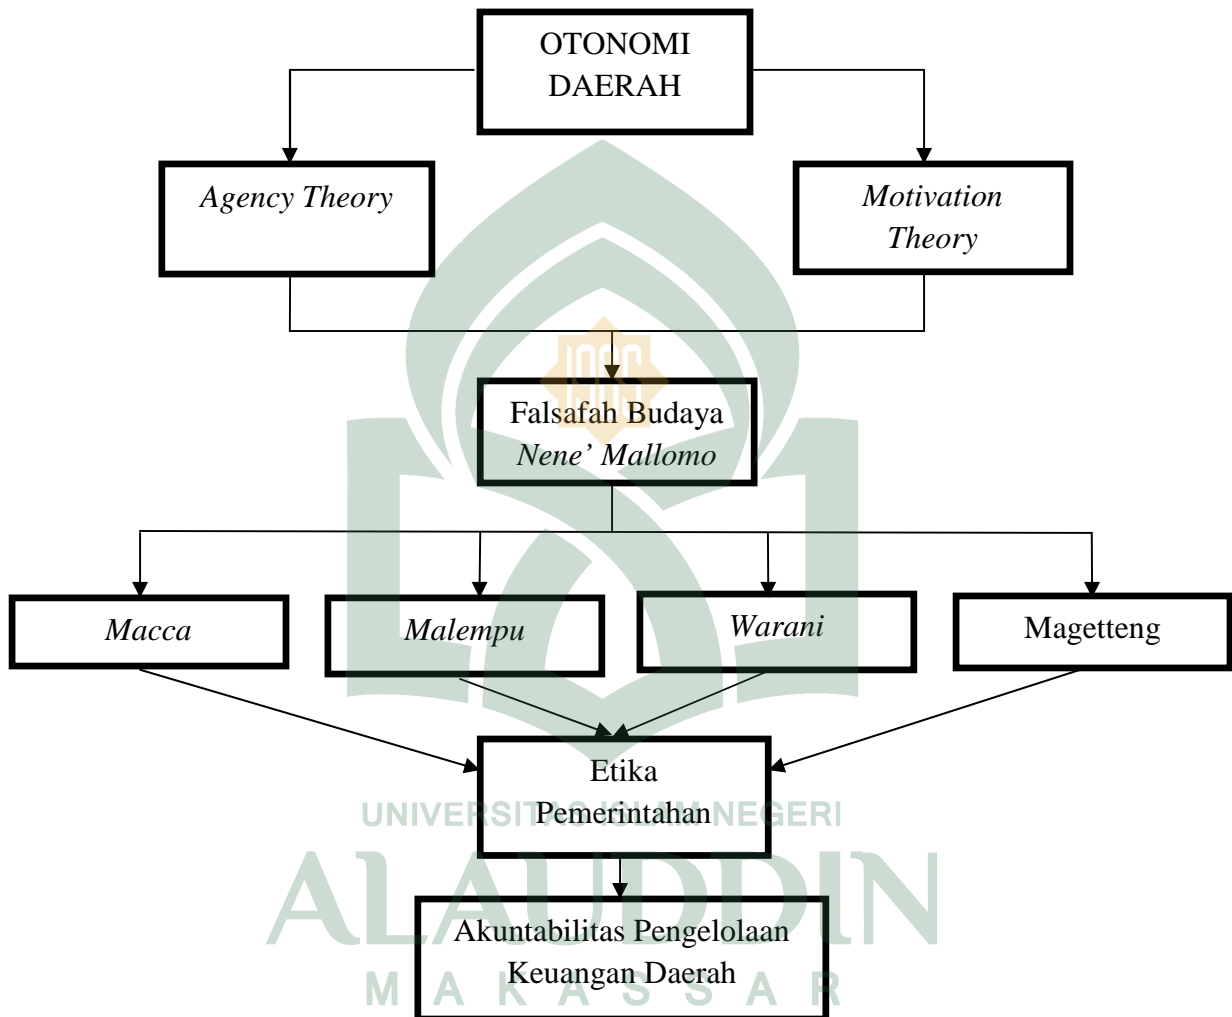 OTONOMI
DAERAH
Agency Theory
Motivation
Theory
1965
Falsafah Budaya
Nene’ Mallomo
Macca
Malempu
Warani
Magetteng
Etika
Pemerintahan
UNIVERSITAS ISLAM NEGERI
ALAUDDIN
Akuntabilitas Pengelolaan
Keuangan Daerah
MAKASSAR